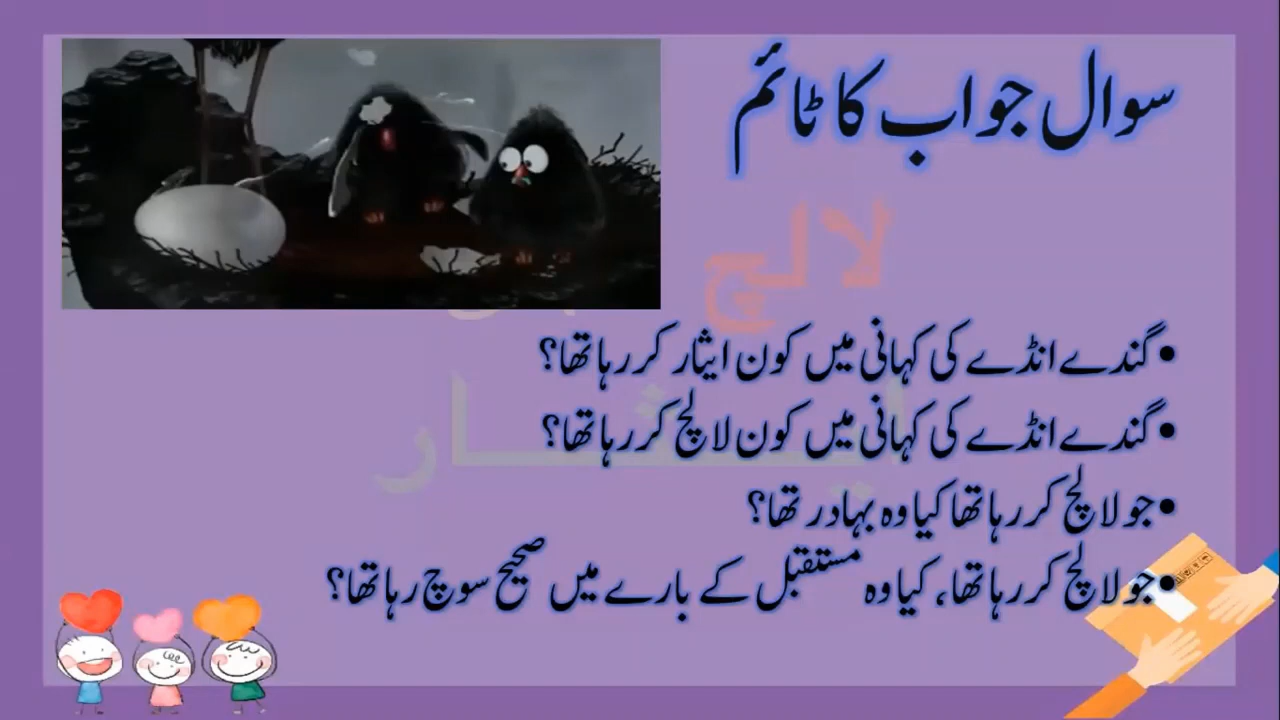 سوال جواب کا ٹائم
لالچ
• گندے انڈے کی کہانی میں کون ایثار کر رہا تھا؟
• گندے انڈے کی کہانی میں کون لالچ کر رہا تھا؟
ایثار
• جو لالچ کر رہا تھا کیا وہ بہادر تھا؟
• جو لالچ کر رہا تھا، کیا وہ مستقبل کے بارے میں صحیح سوچ رہا تھا؟